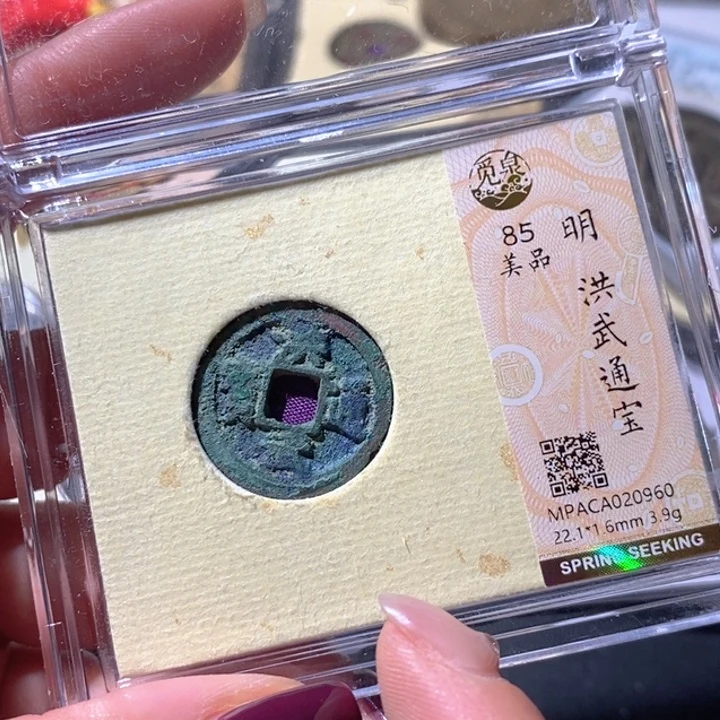 觅泉
85
美品
明
洪武通宝
MPACA020960
22.1*1.6mm 3.9g
SPRING SEEKING